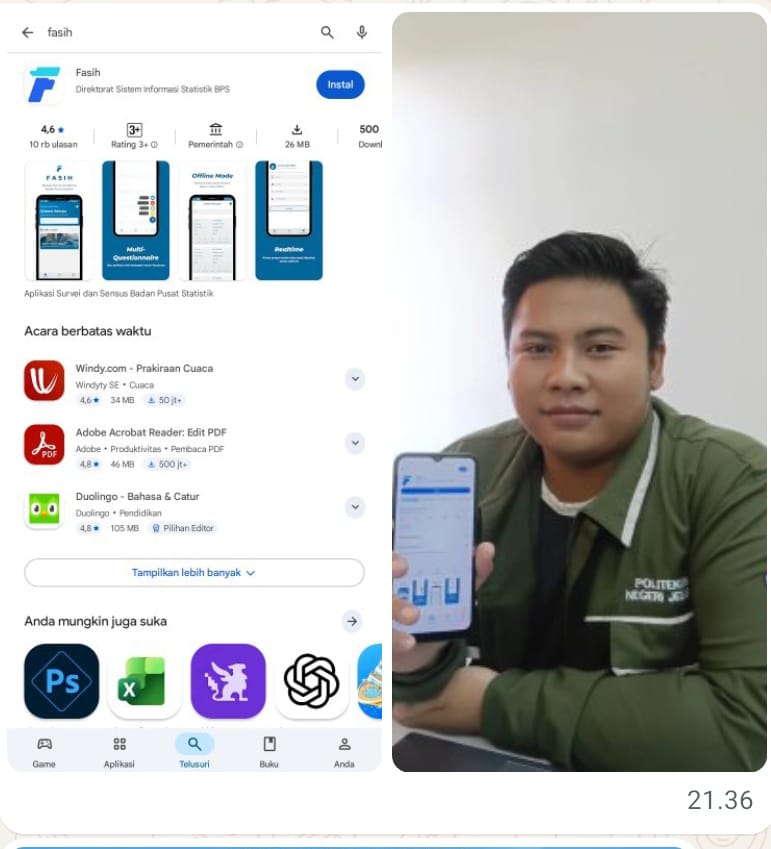 fasih
Fasih
Direktorat Sistem Informasi Statistik BPS
Instal
4,6 ★
10 rb ulasan
3+
Rating 3+
Pemerintah
26 MB
500
Downl
FASIH
Multi-
Questionnaire
Offline Mode
Realtime
Aplikasi Survei dan Sensus Badan Pusat Statistik
Acara berbatas waktu
Windy.com - Prakiraan Cuaca
Windyty SE • Cuaca
4,6 ★ 34 MB 50 jt+
PDF
Adobe Acrobat Reader: Edit PDF
Adobe • Produktivitas • Pembaca PDF
4,8 ★ 46 MB 500 jt+
Duolingo - Bahasa & Catur
Duolingo • Pendidikan
4,8 ★ 105 MB Pilihan Editor
Tampilkan lebih banyak
Anda mungkin juga suka
Ps
X
Game
Aplikasi
Telusuri
Buku
Anda
POLITEK
NEGERI JE
21.36